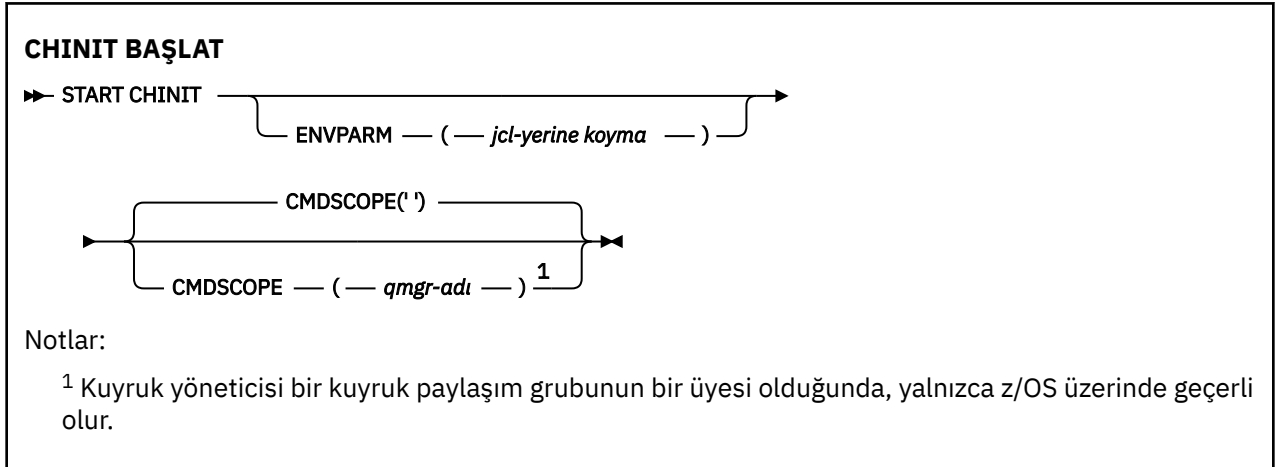 CHINIT BAŞLAT
START CHINIT
ENVPARM ( jcl-yerine koyma )
CMDSCOPE(' ')
CMDSCOPE ( qmgr-adı ) 1
Notlar:
1 Kuyruk yöneticisi bir kuyruk paylaşım grubunun bir üyesi olduğunda, yalnızca z/OS üzerinde geçerli
olur.